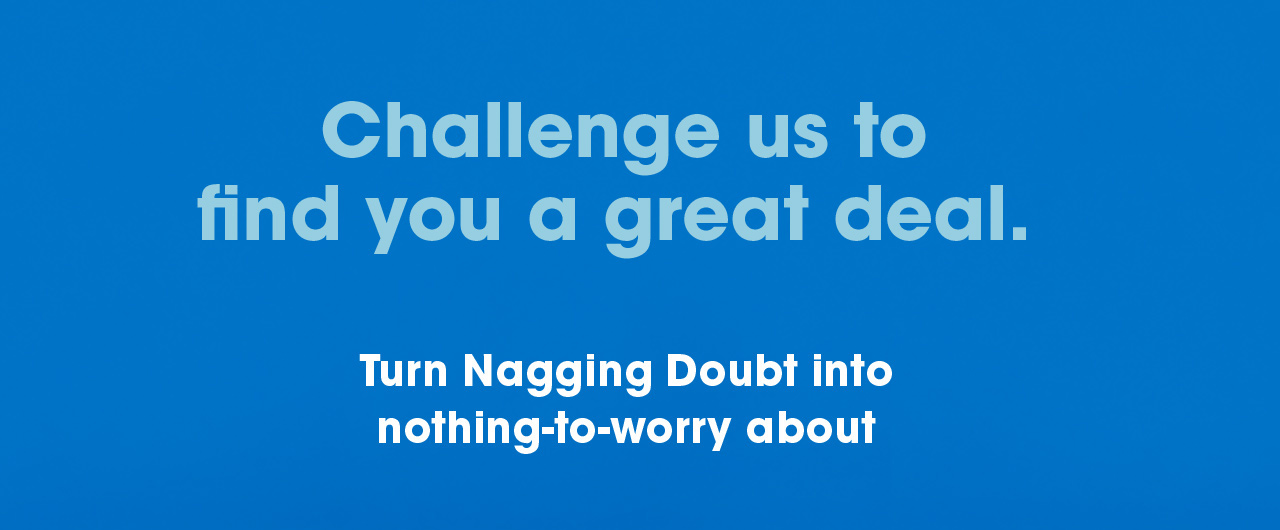 Challenge us to
find you a great deal.
Turn Nagging Doubt into
nothing-to-worry about